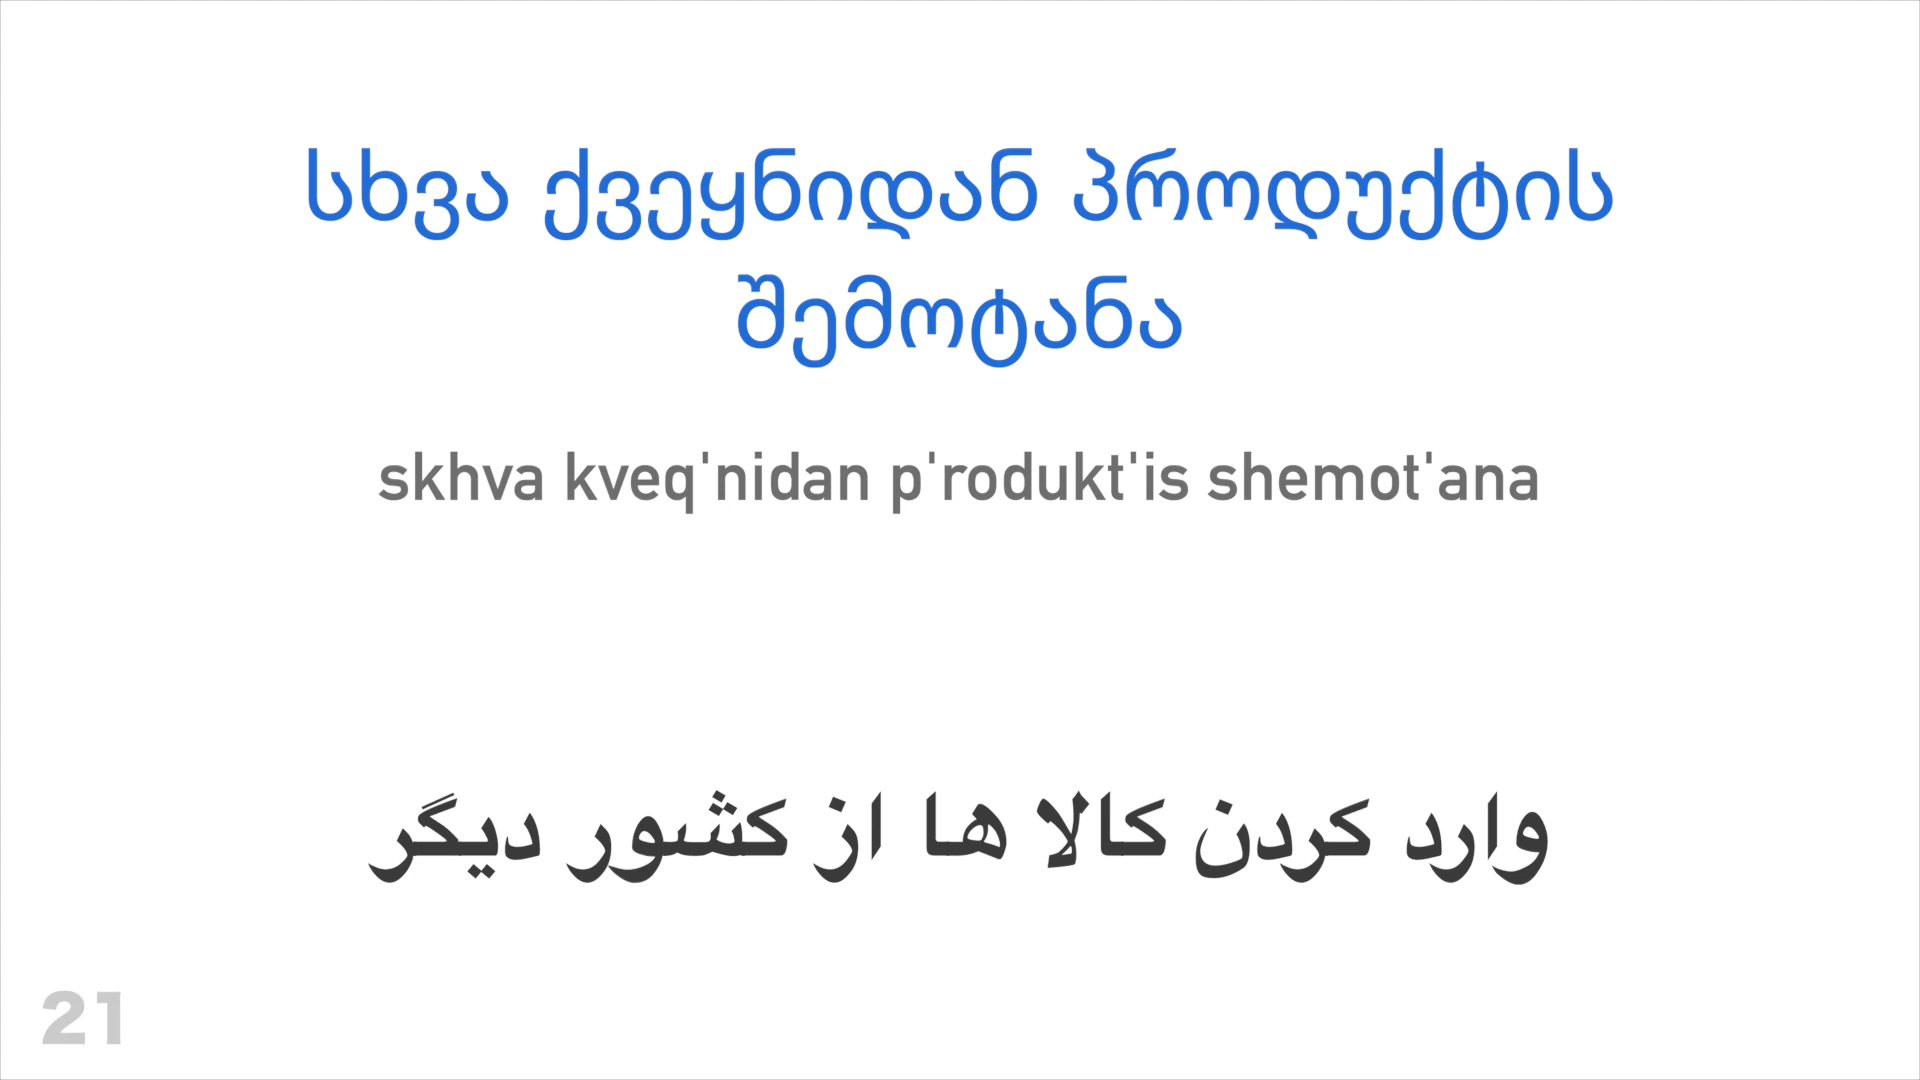 სხვა ქვეყნიდან პროდუქტის
შემოტანა
skhva kveq'nidan p'rodukt'is shemot'ana
وارد کردن کالا ها از کشور دیگر
21